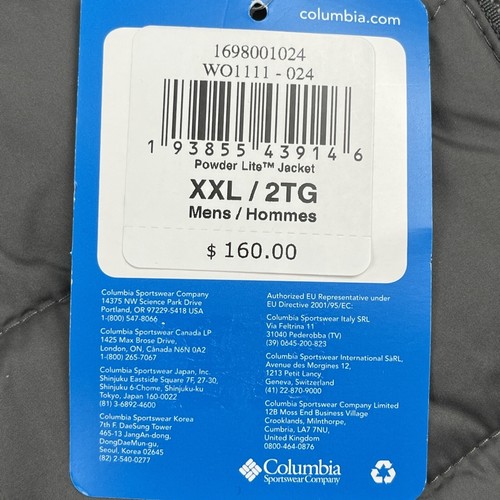 columbia.com
1698001024
WO1111 - 024
1 93855 43914 6
Powder Lite™ Jacket
XXL / 2TG
Mens / Hommes
$ 160.00
Columbia Sportswear Company
14375 NW Science Park Drive
Portland, OR 97229-5418 USA
1-(800) 547-8066
Columbia Sportswear Canada LP
1425 Max Brose Drive,
London, ON, Canada N6N 0A2
1-(800) 265-7067
Columbia Sportswear Japan, Inc.
Shinjuku Eastside Square 7F, 27-30,
Shinjuku 6-Chome, Shinjuku-ku
Tokyo, Japan 160-0022
(81) 3-6892-4600
Columbia Sportswear Korea
7th F. DaeSung Tower
465-13 JangAn-dong,
DongDaeMun-gu,
Seoul, Korea 02645
(82) 2-540-0277
Authorized EU Representative under
EU Directive 2001/95/EC:
Columbia Sportswear Italy SRL
Via Feltrina 11
31040 Pederobba (TV)
(39) 0645-200-823
Columbia Sportswear International SàRL,
Avenue des Morgines 12,
1213 Petit Lancy,
Geneva, Switzerland
(41) 22-870-9000
Columbia Sportswear Company Limited
12B Moss End Business Village
Crooklands, Milnthorpe,
Cumbria, LA7 7NU,
United Kingdom
0800-464-0876
Columbia
Sportswear Company